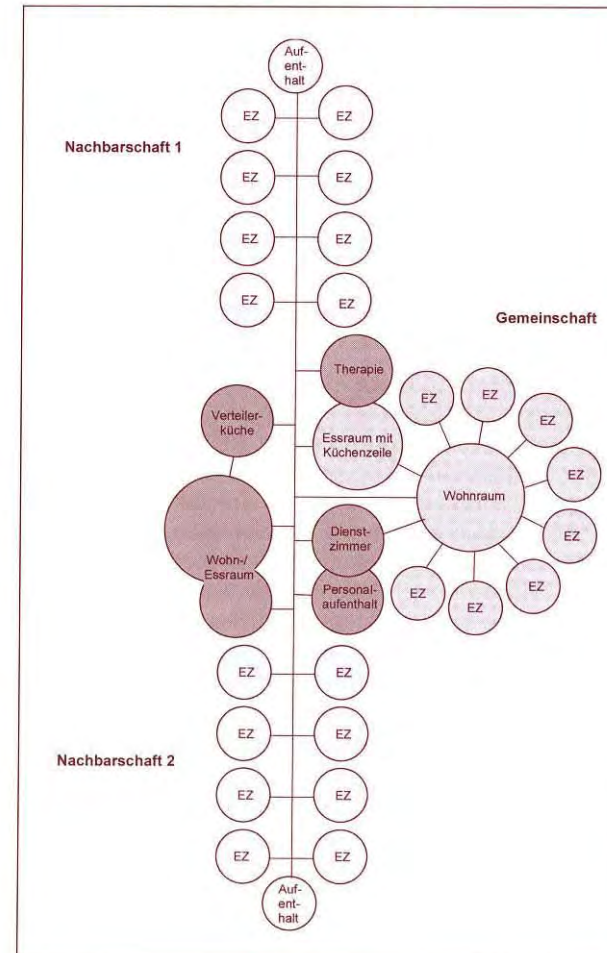 Auf-
ent-
halt
EZ EZ
Nachbarschaft 1
EZ EZ
EZ EZ
EZ EZ
Gemeinschaft
Therapie
Verteiler-
küche
Essraum mit
Küchenzeile
EZ
EZ
EZ
EZ
Wohnraum
EZ
EZ
EZ
EZ
Dienst-
zimmer
Wohn-/
Essraum
Personal-
aufenthalt
EZ EZ
EZ EZ
Nachbarschaft 2
EZ EZ
EZ EZ
Auf-
ent-
halt